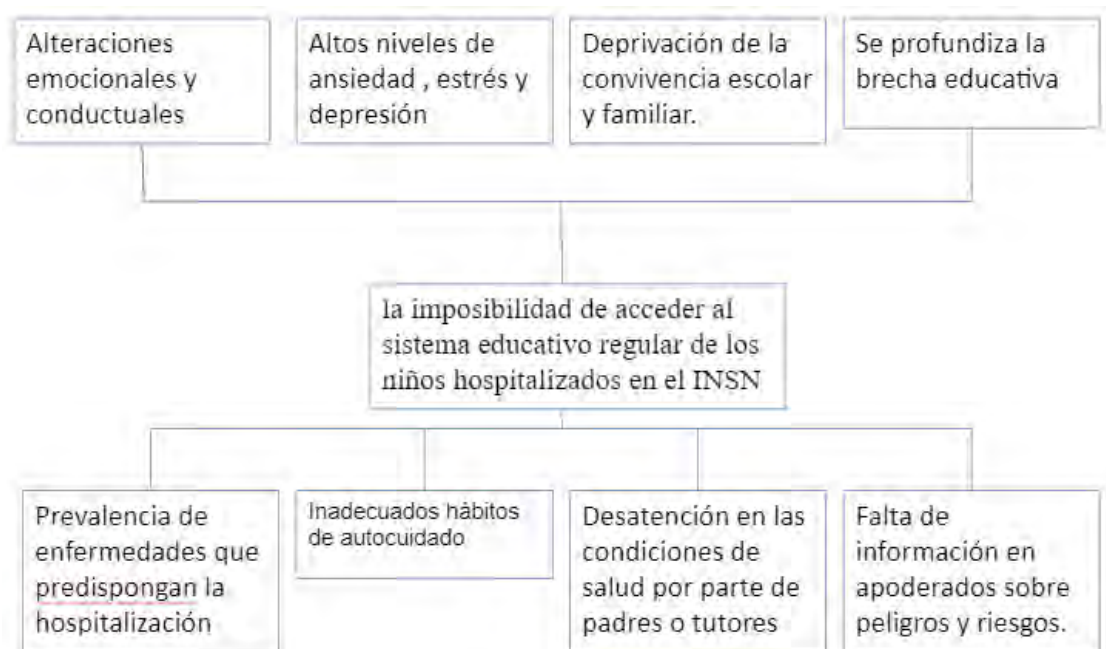 Alteraciones
emocionales y
conductuales
Altos niveles de
ansiedad , estrés y
depresión
Deprivación de la
convivencia escolar
y familiar.
Se profundiza la
brecha educativa
la imposibilidad de acceder al
sistema educativo regular de los
niños hospitalizados en el INSN
Prevalencia de
enfermedades que
predispongan la
hospitalización
Inadecuados hábitos
de autocuidado
Desatención en las
condiciones de
salud por parte de
padres o tutores
Falta de
información en
apoderados sobre
peligros y riesgos.